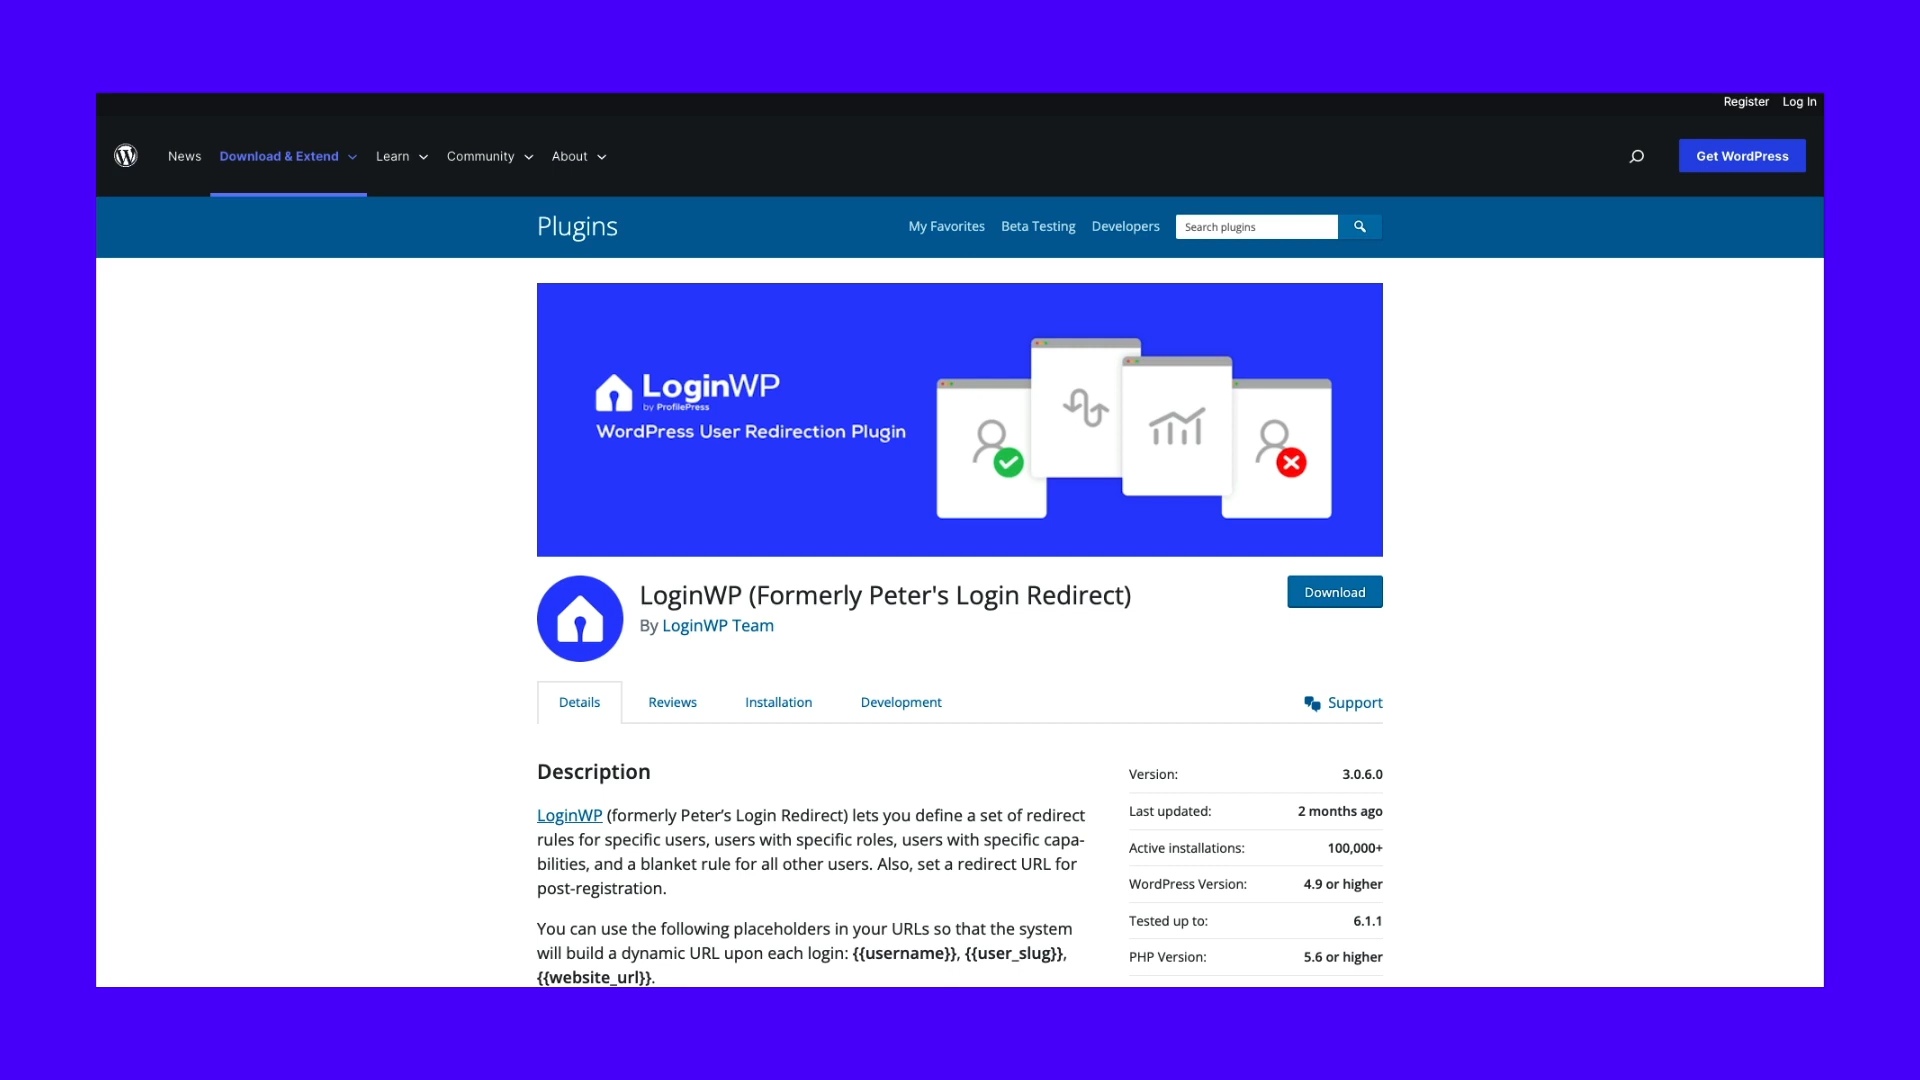 Register Log In
News Download & Extend Learn Community About Get WordPress
Plugins My Favorites Beta Testing Developers Search plugins
LoginWP
by ProfilePress
WordPress User Redirection Plugin
LoginWP (Formerly Peter's Login Redirect)
Download
By LoginWP Team
Details Reviews Installation Development Support
Description
LoginWP (formerly Peter’s Login Redirect) lets you define a set of redirect
rules for specific users, users with specific roles, users with specific capa-
bilities, and a blanket rule for all other users. Also, set a redirect URL for
post-registration.
You can use the following placeholders in your URLs so that the system
will build a dynamic URL upon each login: {{username}}, {{user_slug}},
{{website_url}}.
Version: 3.0.6.0
Last updated: 2 months ago
Active installations: 100,000+
WordPress Version: 4.9 or higher
Tested up to: 6.1.1
PHP Version: 5.6 or higher